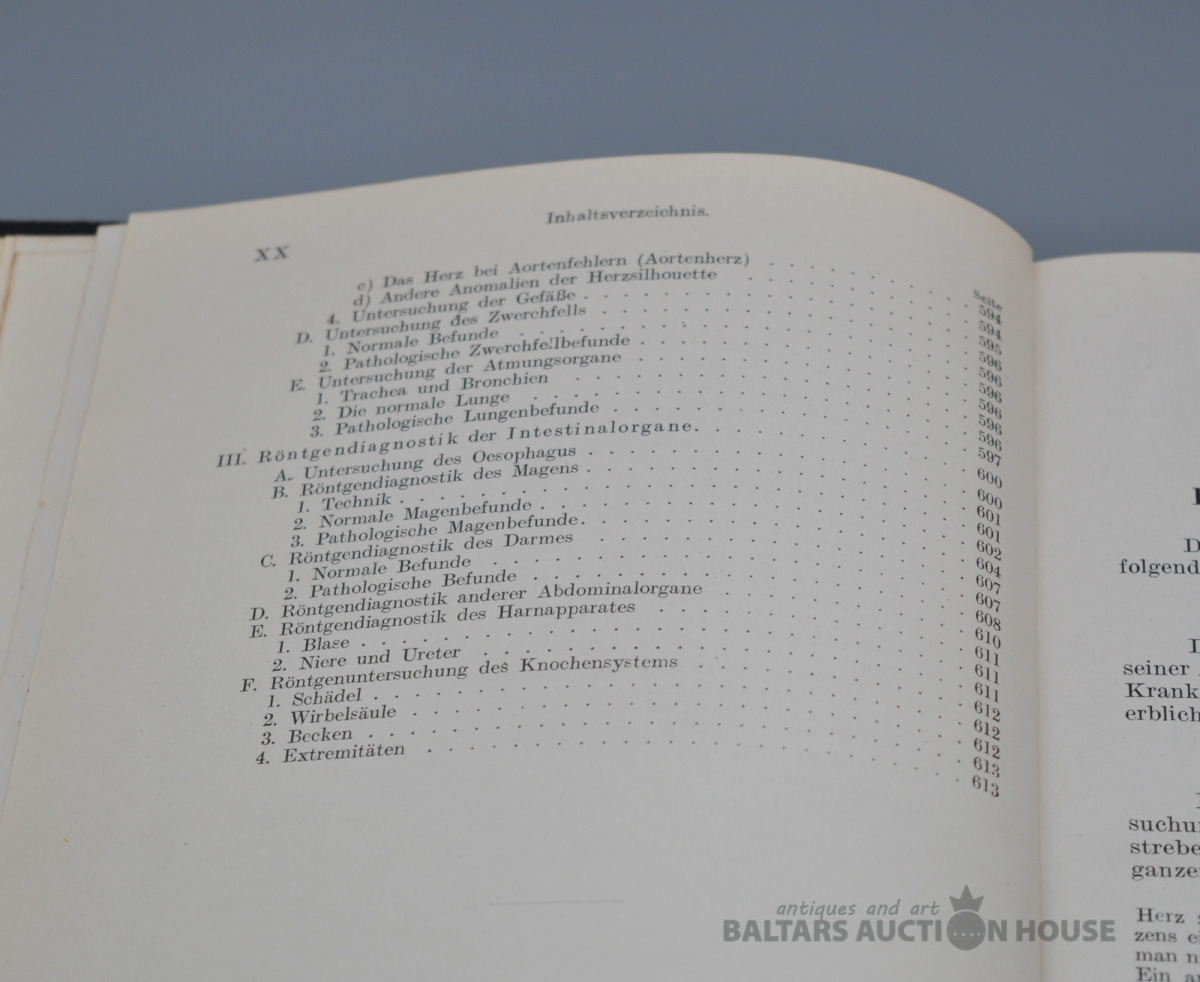 XX
Inhaltsverzeichnis.
Seite
c) Das Herz bei Aortenfehlern (Aortenherz) . . . . . . 594
d) Andere Anomalien der Herzsilhouette . . . . . . 594
4. Untersuchung der Gefäße . . . . . . 595
D. Untersuchung des Zwerchfells . . . . . . 596
1. Normale Befunde . . . . . . 596
2. Pathologische Zwerchfellbefunde . . . . . . 596
E. Untersuchung der Atmungsorgane . . . . . . 596
1. Trachea und Bronchien . . . . . . 596
2. Die normale Lunge . . . . . . 596
3. Pathologische Lungenbefunde . . . . . . 597
III. Röntgendiagnostik der Intestinalorgane . . . . . . 600
A. Untersuchung des Oesophagus . . . . . . 600
B. Röntgendiagnostik des Magens . . . . . . 601
1. Technik . . . . . . 601
2. Normale Magenbefunde . . . . . . 602
3. Pathologische Magenbefunde . . . . . . 604
C. Röntgendiagnostik des Darmes . . . . . . 607
1. Normale Befunde . . . . . . 607
2. Pathologische Befunde . . . . . . 608
D. Röntgendiagnostik anderer Abdominalorgane . . . . . . 610
E. Röntgendiagnostik des Harnapparates . . . . . . 611
1. Blase . . . . . . 611
2. Niere und Ureter . . . . . . 611
F. Röntgenuntersuchung des Knochensystems . . . . . . 612
1. Schädel . . . . . . 612
2. Wirbelsäule . . . . . . 612
3. Becken . . . . . . 613
4. Extremitäten . . . . . . 613
folgend
seiner
Krank
erblich
suchu
strebe
ganze
Herz
zens
man
Ein
antiques and art
BALTARS AUCTION HOUSE